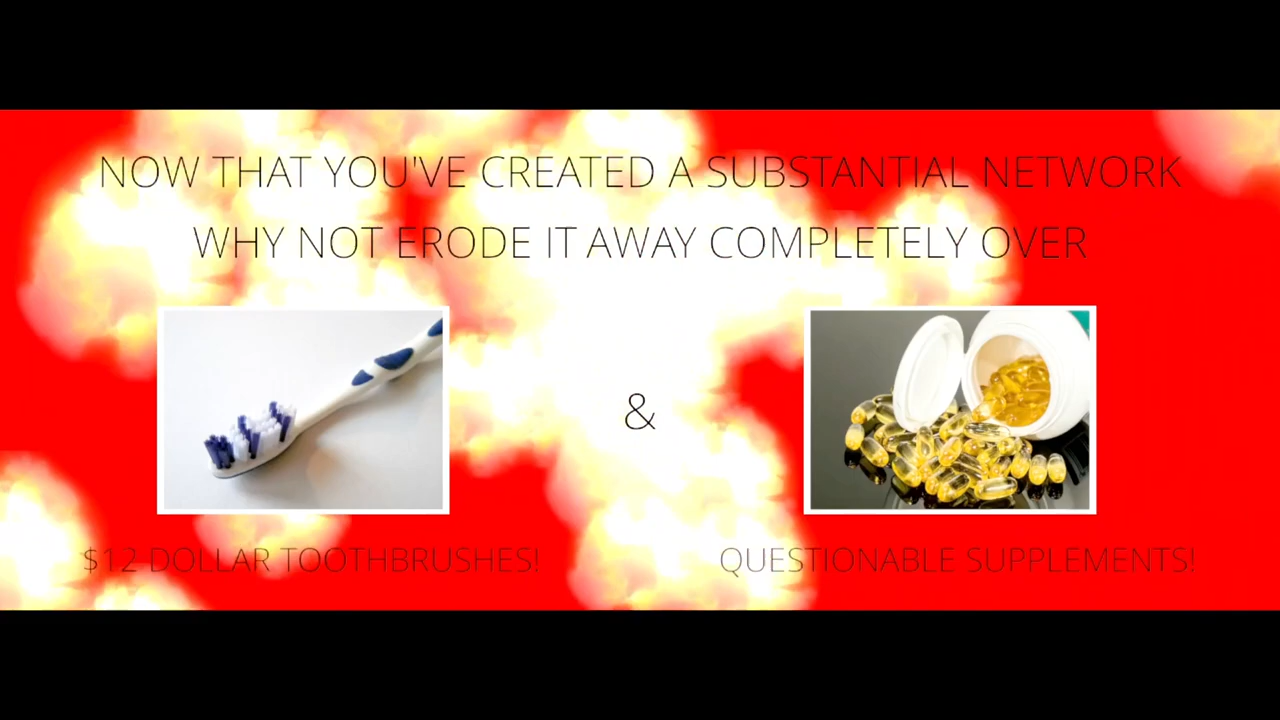 NOW THAT YOU'VE CREATED A SUBSTANTIAL NETWORK
WHY NOT ERODE IT AWAY COMPLETELY OVER
&
$12 DOLLAR TOOTHBRUSHES!
QUESTIONABLE SUPPLEMENTS!